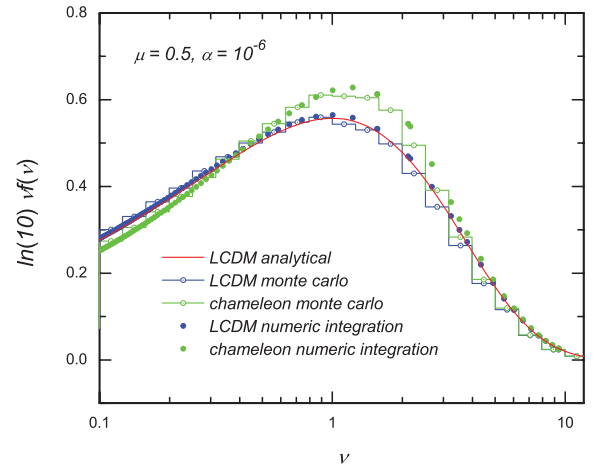 0.8
0.6
0.4
0.2
0.0
ln(10) νf(ν)
μ = 0.5, α = 10^-6
LCDM analytical
LCDM monte carlo
chameleon monte carlo
LCDM numeric integration
chameleon numeric integration
0.1 1 10
ν